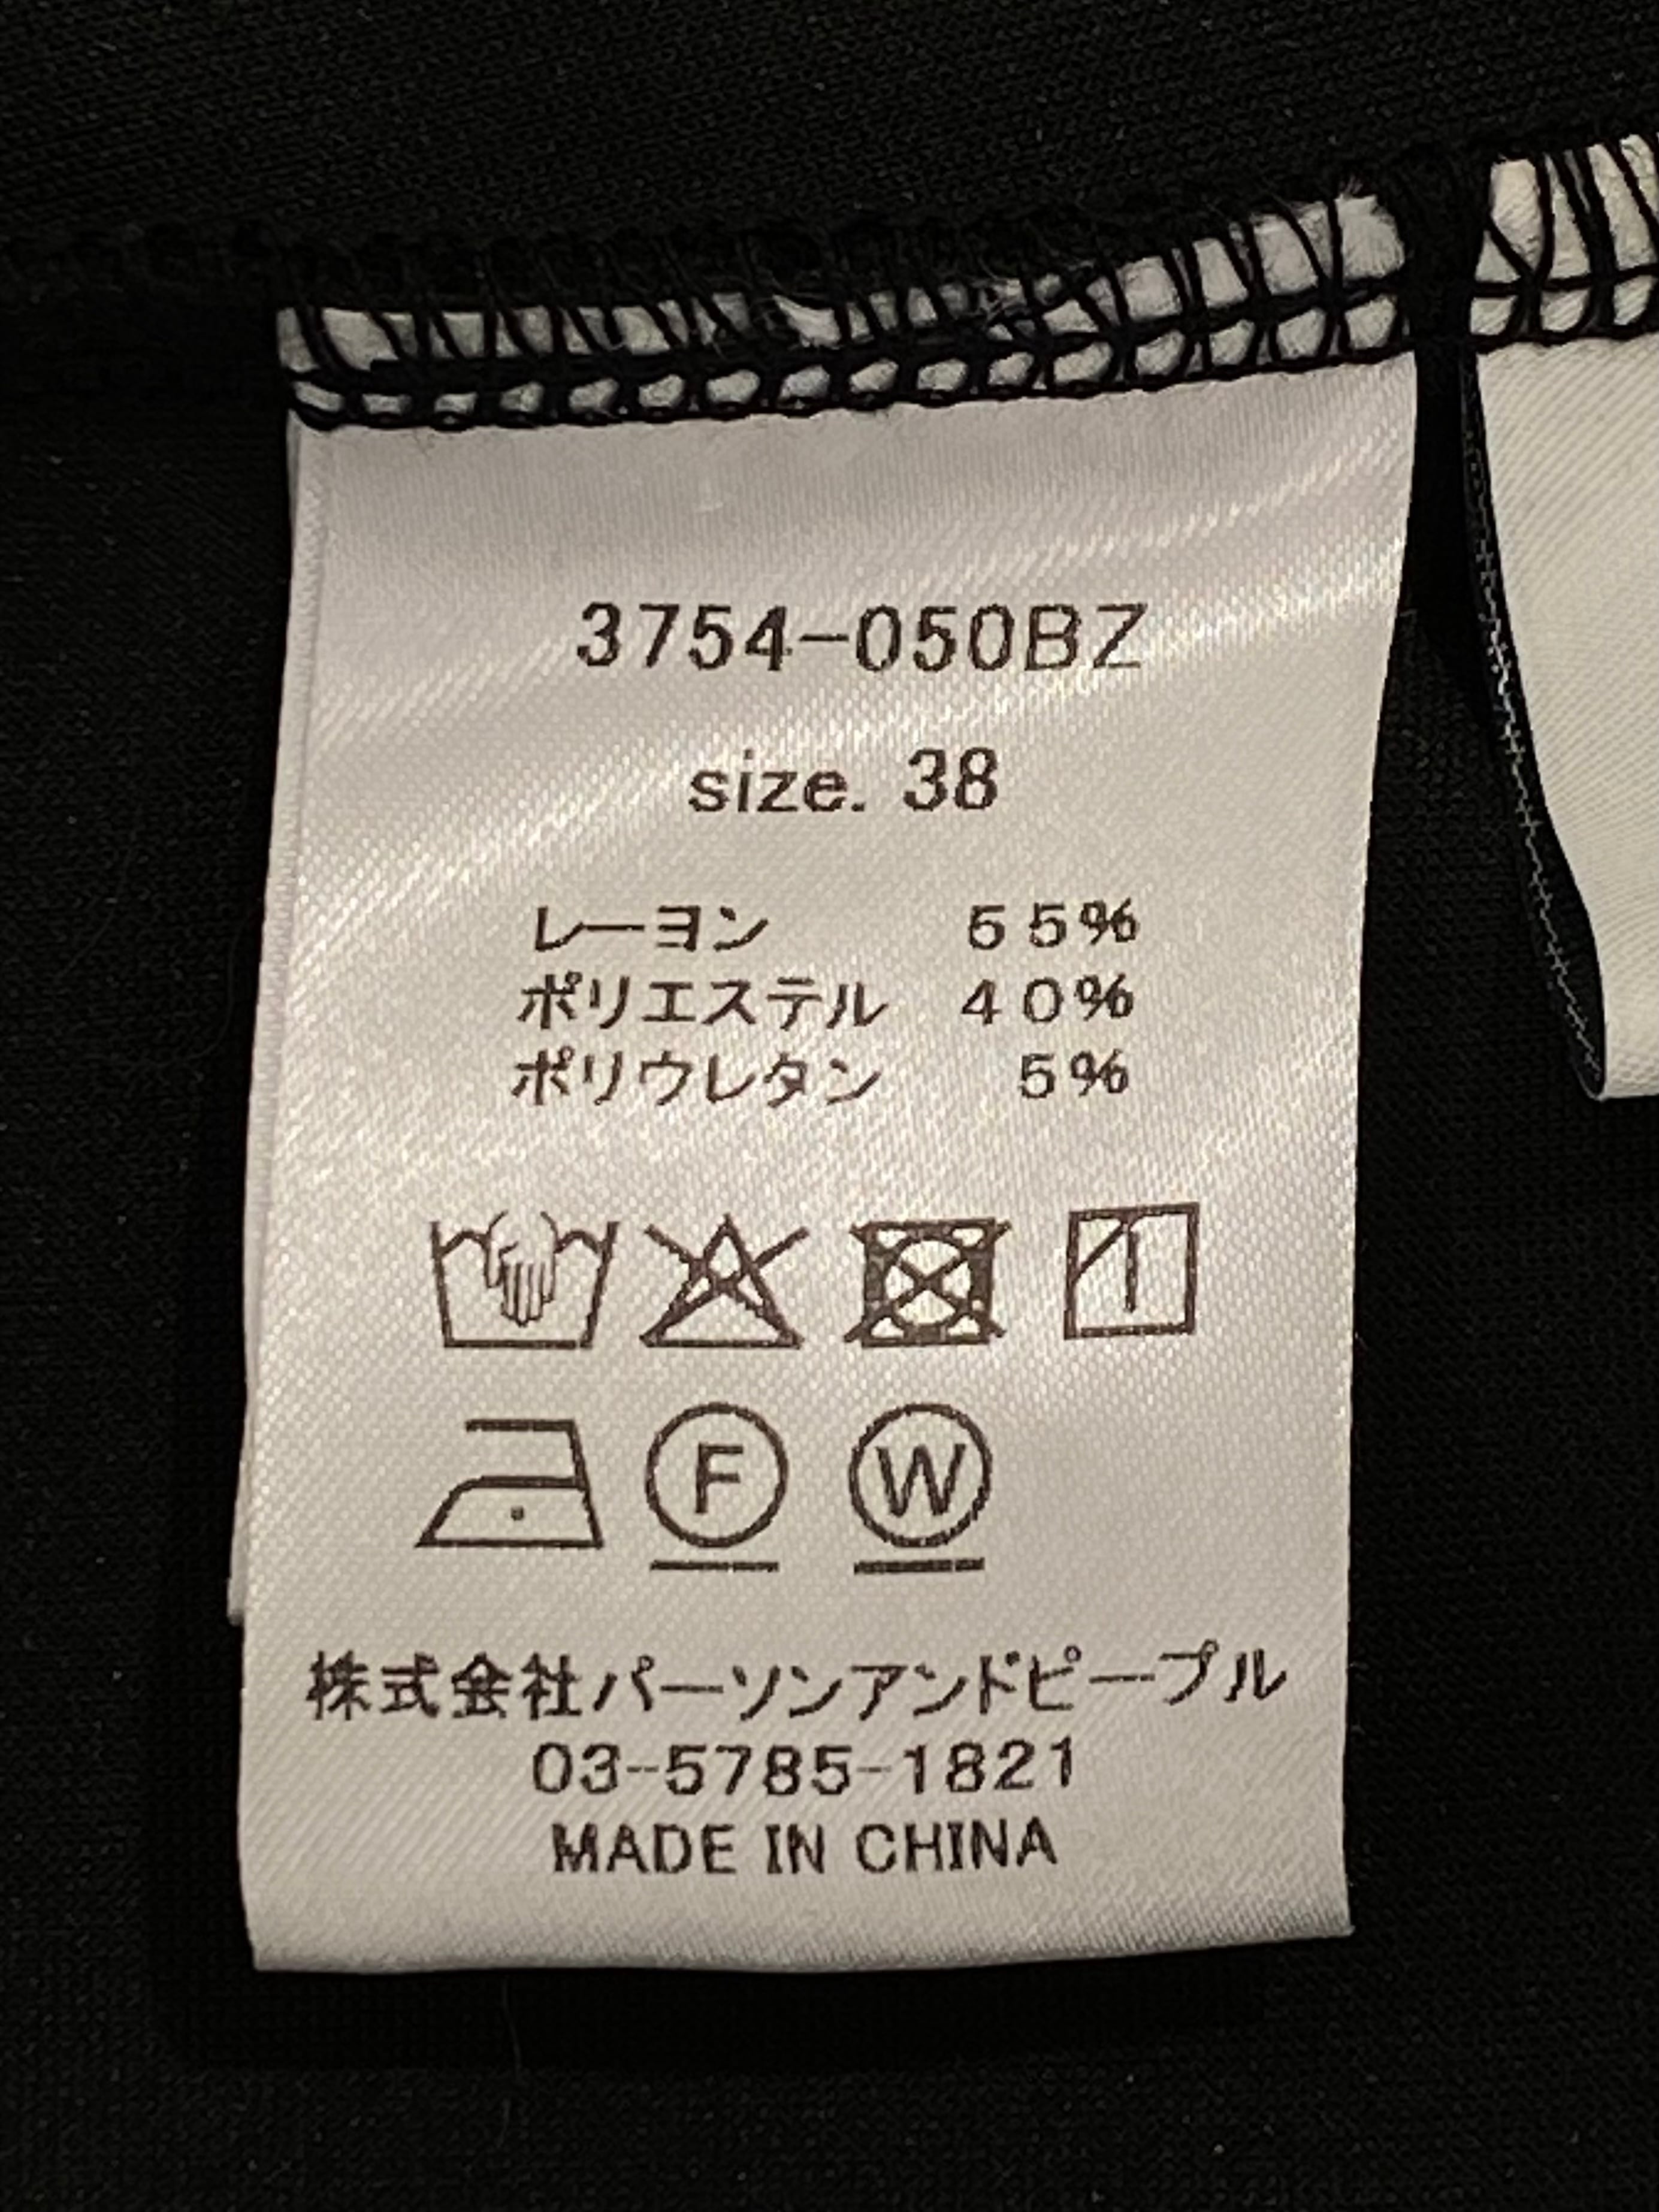 3754-050BZ
size. 38
レーヨン 55%
ポリエステル 40%
ポリウレタン 5%
F W
株式会社パーソンアンドピープル
03-5785-1821
MADE IN CHINA